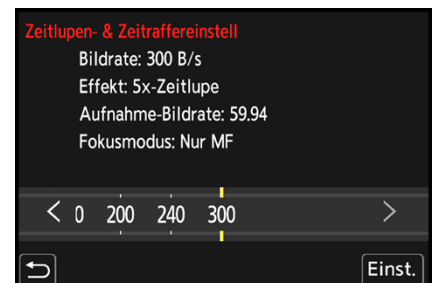 Zeitlupen- & Zeitraffereinstell
Bildrate: 300 B/s
Effekt: 5x-Zeitlupe
Aufnahme-Bildrate: 59.94
Fokusmodus: Nur MF
0 200 240 300
Einst.